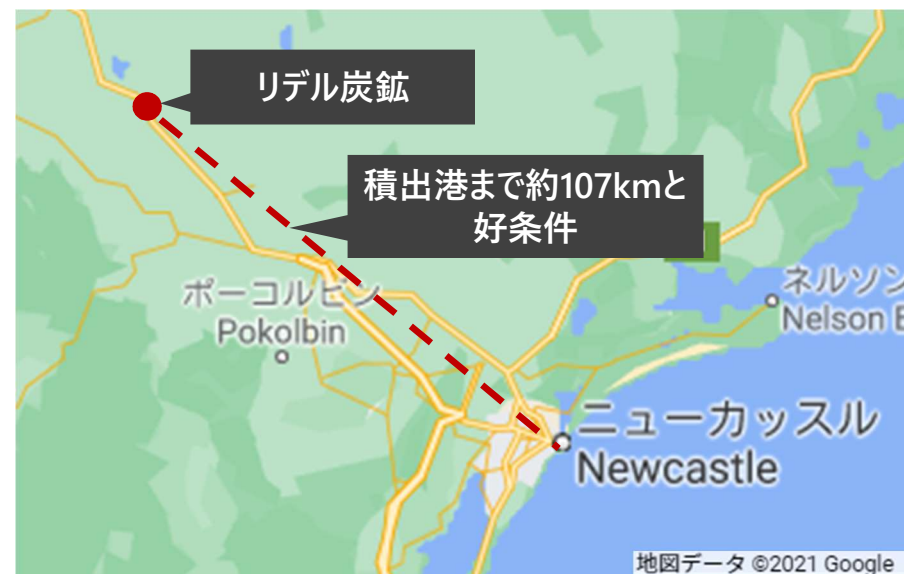 リデル炭鉱
積出港まで約107kmと
好条件
ポーコルビン
Pokolbin
ネルソン
Nelson
ニューカッスル
Newcastle
地図データ ©2021 Google